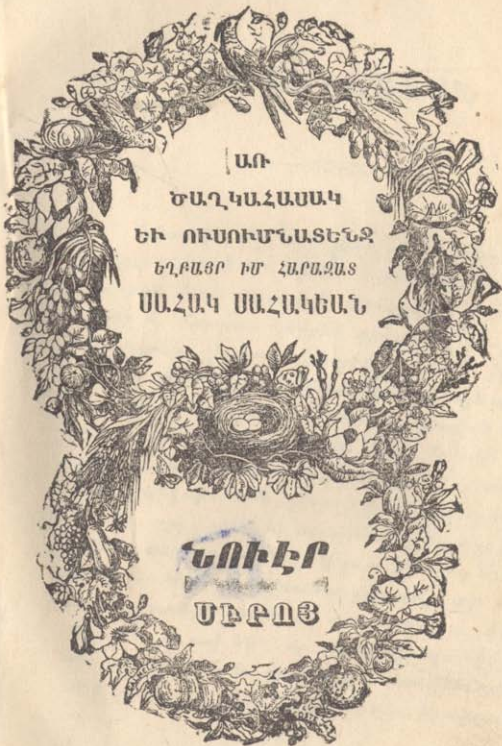 ԱՌ
ԾԱՂԿԱՀԱՍԱԿ
ԵՒ ՈՒՍՈՒՄՆԱՏԵՆՉ
ԵՂԲԱՅՐ ԻՄ ՀԱՐԱԶԱՏ
ՍԱՀԱԿ ՍԱՀԱԿԵԱՆ
ՆՈՒԷՐ
ՍԻՐՈՅ